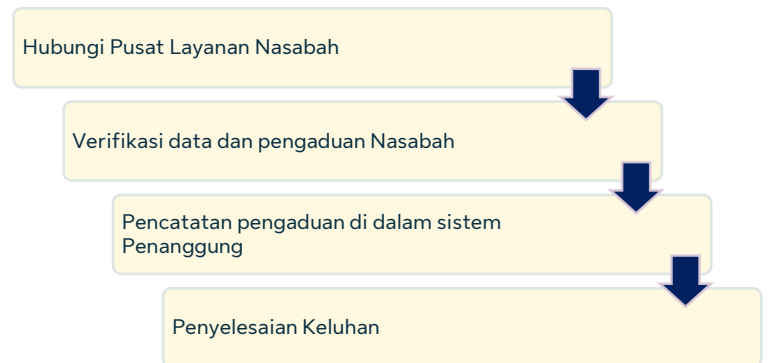 Hubungi Pusat Layanan Nasabah
Verifikasi data dan pengaduan Nasabah
Pencatatan pengaduan di dalam sistem
Penanggung
Penyelesaian Keluhan